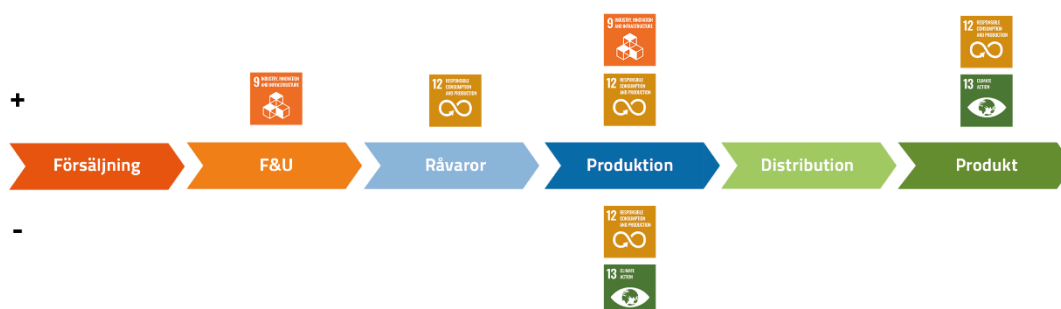 9 INDUSTRY, INNOVATION
AND INFRASTRUCTURE
12 RESPONSIBLE
CONSUMPTION
AND PRODUCTION
9 INDUSTRY, INNOVATION
AND INFRASTRUCTURE
12 RESPONSIBLE
CONSUMPTION
AND PRODUCTION
12 RESPONSIBLE
CONSUMPTION
AND PRODUCTION
13 CLIMATE
ACTION
+
Försäljning
F&U
Råvaror
Produktion
Distribution
Produkt
-
12 RESPONSIBLE
CONSUMPTION
AND PRODUCTION
13 CLIMATE
ACTION